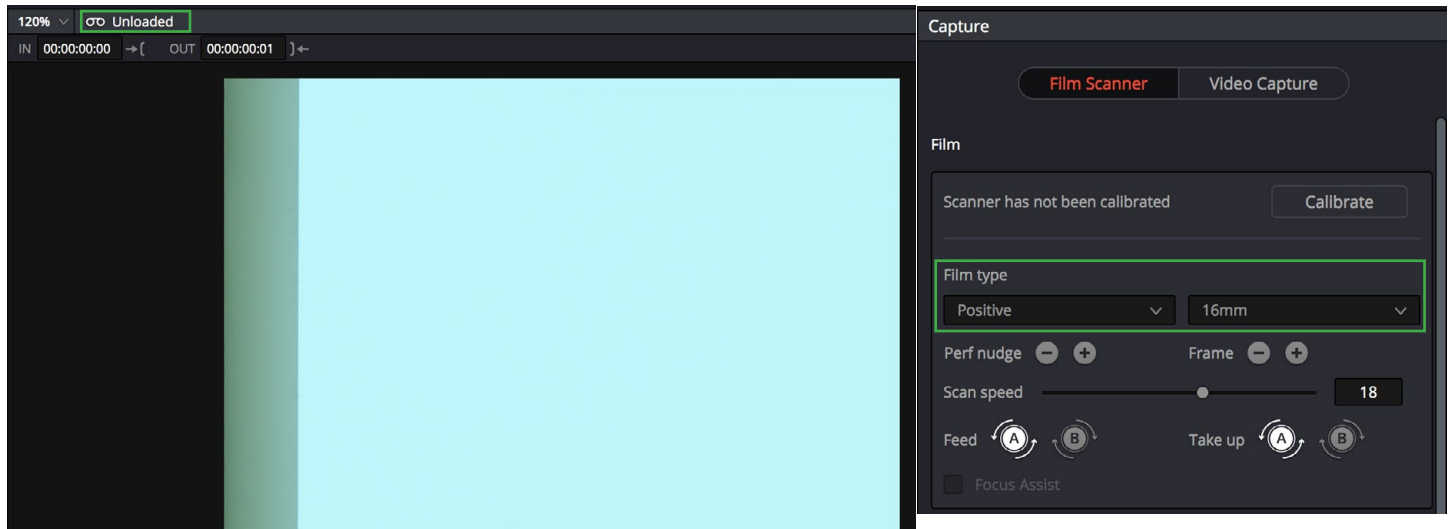 120% Unloaded
IN 00:00:00:00 OUT 00:00:00:01
Capture
Film Scanner Video Capture
Film
Scanner has not been calibrated Calibrate
Film type
Positive 16mm
Perf nudge − + Frame − +
Scan speed 18
Feed A B Take up A B
Focus Assist